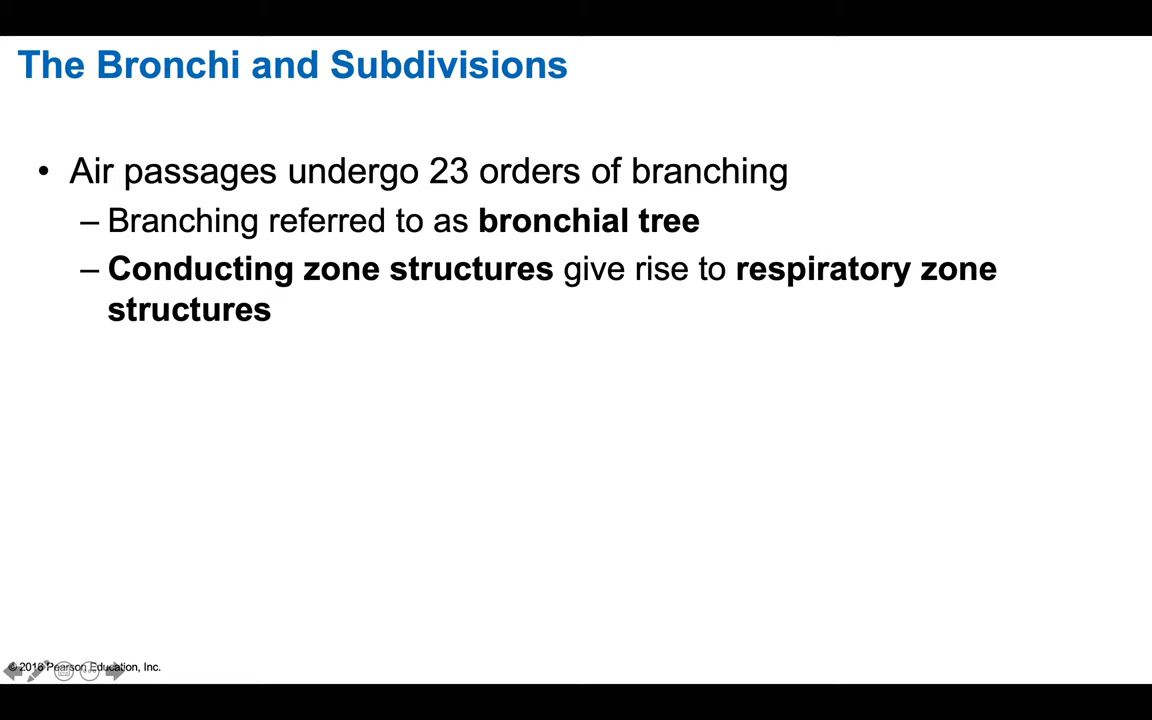 The Bronchi and Subdivisions
• Air passages undergo 23 orders of branching
– Branching referred to as bronchial tree
– Conducting zone structures give rise to respiratory zone
structures
© 2016 Pearson Education, Inc.